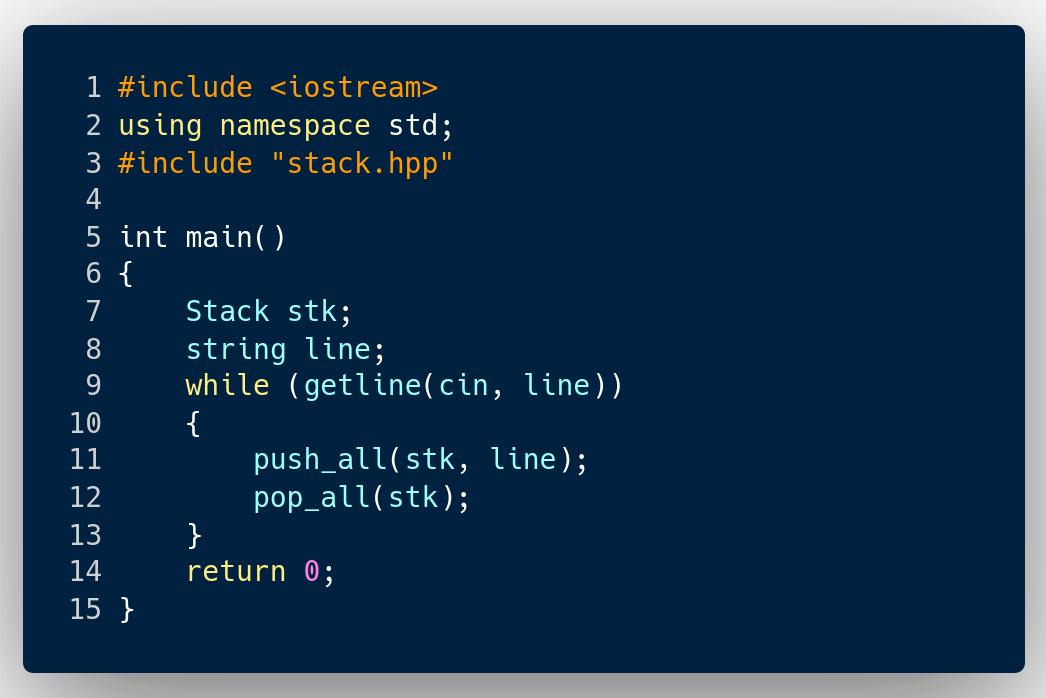 1 #include <iostream>
2 using namespace std;
3 #include "stack.hpp"
4
5 int main()
6 {
7     Stack stk;
8     string line;
9     while (getline(cin, line))
10     {
11         push_all(stk, line);
12         pop_all(stk);
13     }
14     return 0;
15 }